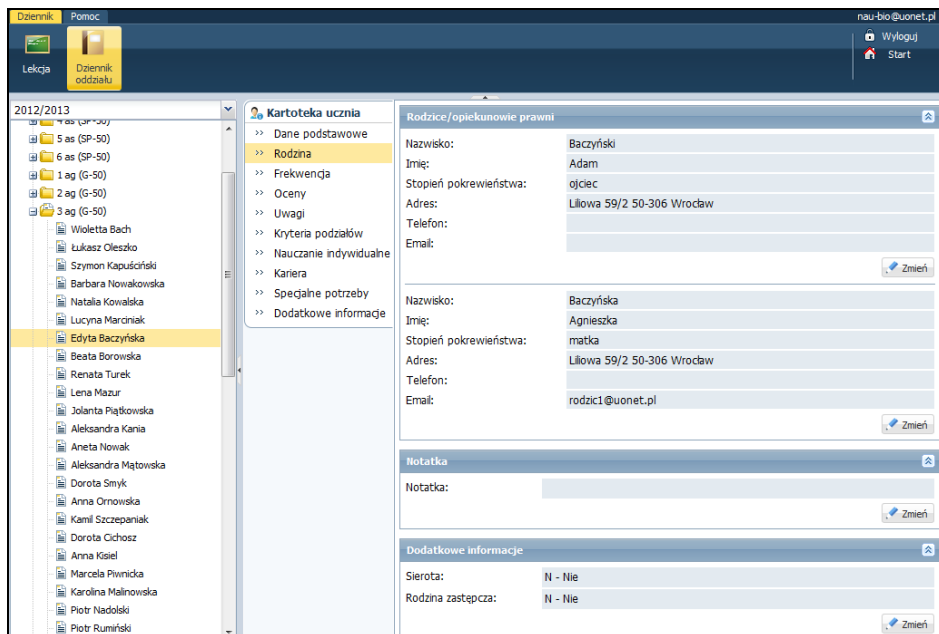 Dziennik Pomoc nau-bio@uonet.pl
Lekcja
Dziennik oddziału
Wyloguj
Start
2012/2013
4 as (SP-50)
5 as (SP-50)
6 as (SP-50)
1 ag (G-50)
2 ag (G-50)
3 ag (G-50)
Wioletta Bach
Łukasz Oleszko
Szymon Kapuściński
Barbara Nowakowska
Natalia Kowalska
Lucyna Marciniak
Edyta Baczyńska
Beata Borowska
Renata Turek
Lena Mazur
Jolanta Piątkowska
Aleksandra Kania
Aneta Nowak
Aleksandra Mątowska
Dorota Smyk
Anna Ornowska
Kamil Szczepaniak
Dorota Cichosz
Anna Kisiel
Marcela Piwnicka
Karolina Malinowska
Piotr Nadolski
Piotr Rumiński
Kartoteka ucznia
Dane podstawowe
Rodzina
Frekwencja
Oceny
Uwagi
Kryteria podziałów
Nauczanie indywidualne
Kariera
Specjalne potrzeby
Dodatkowe informacje
Rodzice/opiekunowie prawni
Nazwisko: Baczyński
Imię: Adam
Stopień pokrewieństwa: ojciec
Adres: Liliowa 59/2 50-306 Wrocław
Telefon:
Email:
Zmień
Nazwisko: Baczyńska
Imię: Agnieszka
Stopień pokrewieństwa: matka
Adres: Liliowa 59/2 50-306 Wrocław
Telefon:
Email: rodzic1@uonet.pl
Zmień
Notatka
Notatka:
Zmień
Dodatkowe informacje
Sierota: N - Nie
Rodzina zastępcza: N - Nie
Zmień